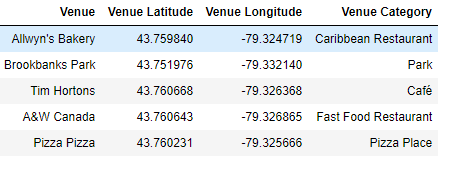 Venue Venue Latitude Venue Longitude Venue Category
Allwyn's Bakery 43.759840 -79.324719 Caribbean Restaurant
Brookbanks Park 43.751976 -79.332140 Park
Tim Hortons 43.760668 -79.326368 Café
A&W Canada 43.760643 -79.326865 Fast Food Restaurant
Pizza Pizza 43.760231 -79.325666 Pizza Place